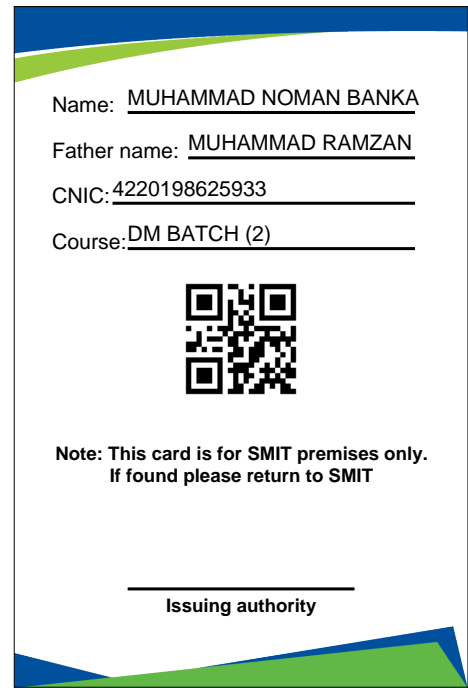 Name: MUHAMMAD NOMAN BANKA
Father name: MUHAMMAD RAMZAN
CNIC: 4220198625933
Course: DM BATCH (2)
Note: This card is for SMIT premises only.
If found please return to SMIT
Issuing authority